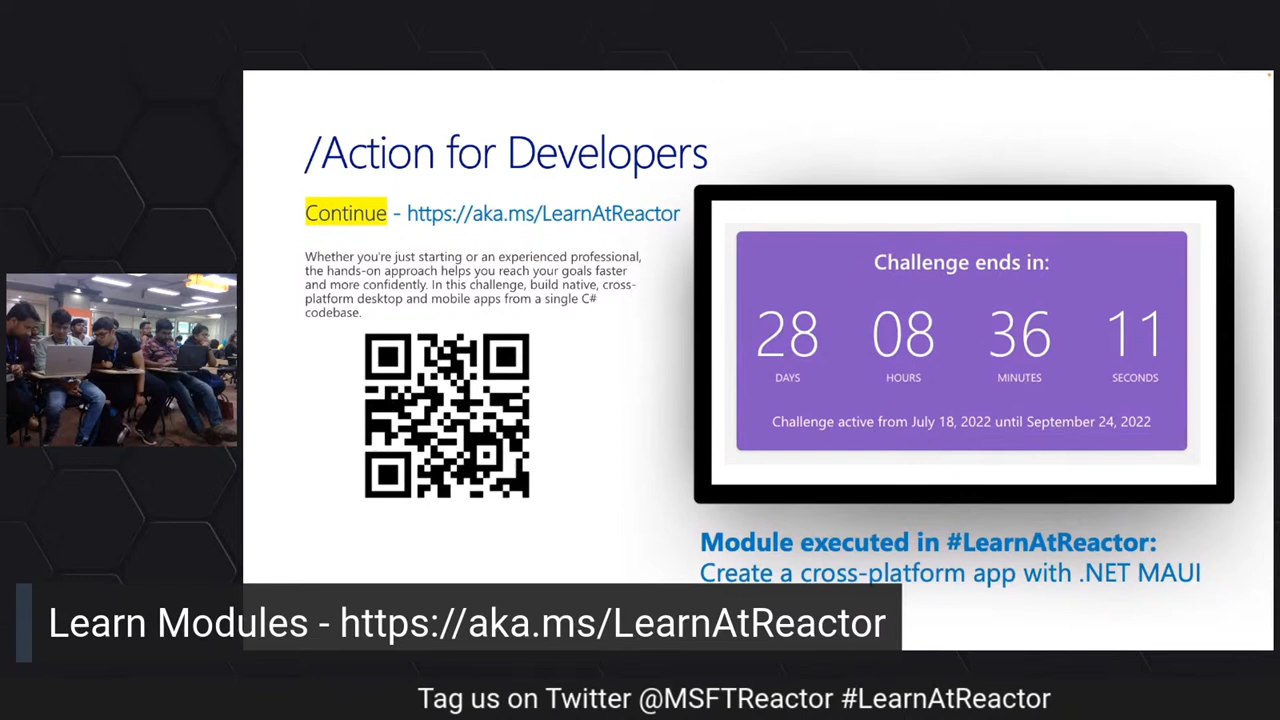 /Action for Developers
Continue - https://aka.ms/LearnAtReactor
Whether you're just starting or an experienced professional,
the hands-on approach helps you reach your goals faster
and more confidently. In this challenge, build native, cross-
platform desktop and mobile apps from a single C#
codebase.
Challenge ends in:
28 08 36 11
DAYS HOURS MINUTES SECONDS
Challenge active from July 18, 2022 until September 24, 2022
Module executed in #LearnAtReactor:
Create a cross-platform app with .NET MAUI
Learn Modules - https://aka.ms/LearnAtReactor
Tag us on Twitter @MSFTReactor #LearnAtReactor